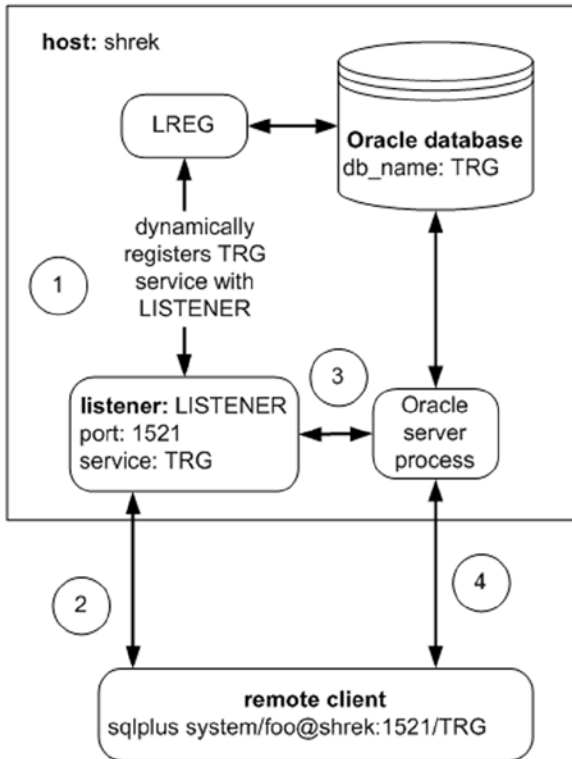 host: shrek
LREG
Oracle database
db_name: TRG
dynamically
registers TRG
service with
LISTENER
1
3
listener: LISTENER
port: 1521
service: TRG
Oracle
server
process
2
4
remote client
sqlplus system/foo@shrek:1521/TRG